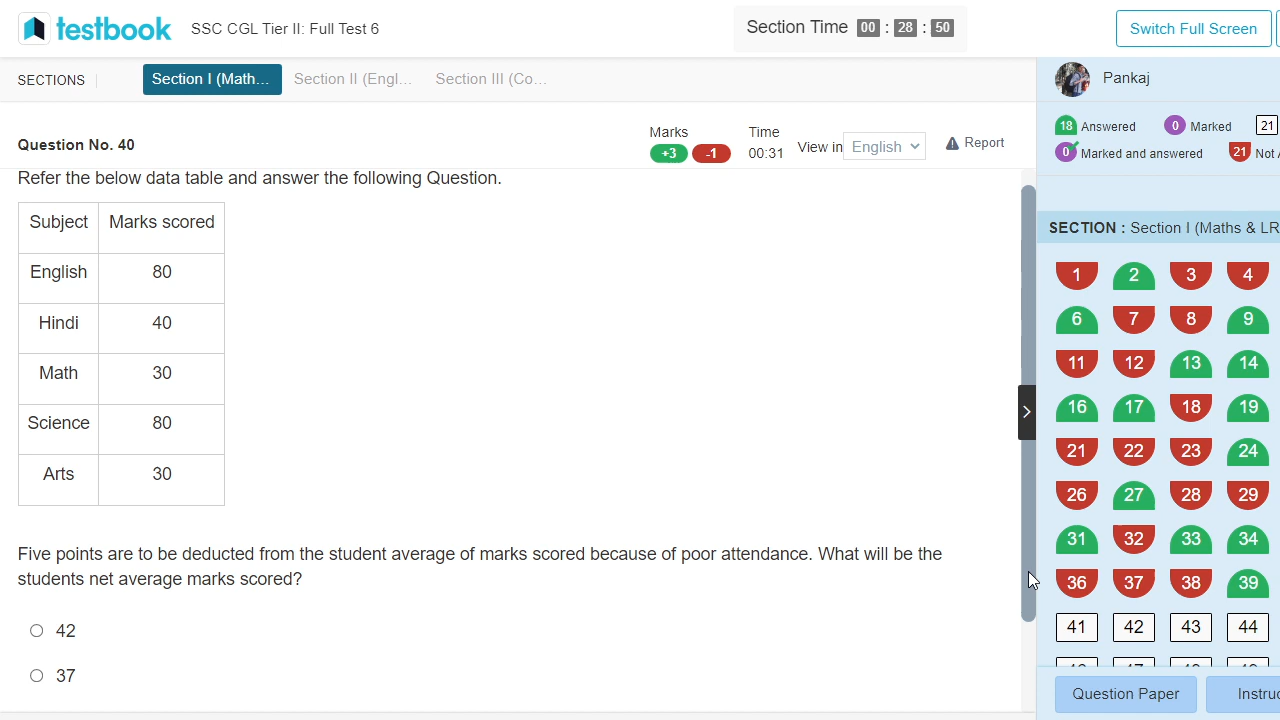 testbook SSC CGL Tier II: Full Test 6 Section Time 00 : 28 : 50 Switch Full Screen
SECTIONS Section I (Math... Section II (Engl... Section III (Co... Pankaj
18 Answered 0 Marked 21
0 Marked and answered 21 Not
Question No. 40 Marks +3 -1 Time 00:31 View in English Report
Refer the below data table and answer the following Question.
Subject Marks scored
English 80
Hindi 40
Math 30
Science 80
Arts 30
Five points are to be deducted from the student average of marks scored because of poor attendance. What will be the
students net average marks scored?
42
37
SECTION : Section I (Maths & LR
1 2 3 4
6 7 8 9
11 12 13 14
16 17 18 19
21 22 23 24
26 27 28 29
31 32 33 34
36 37 38 39
41 42 43 44
Question Paper Instruc